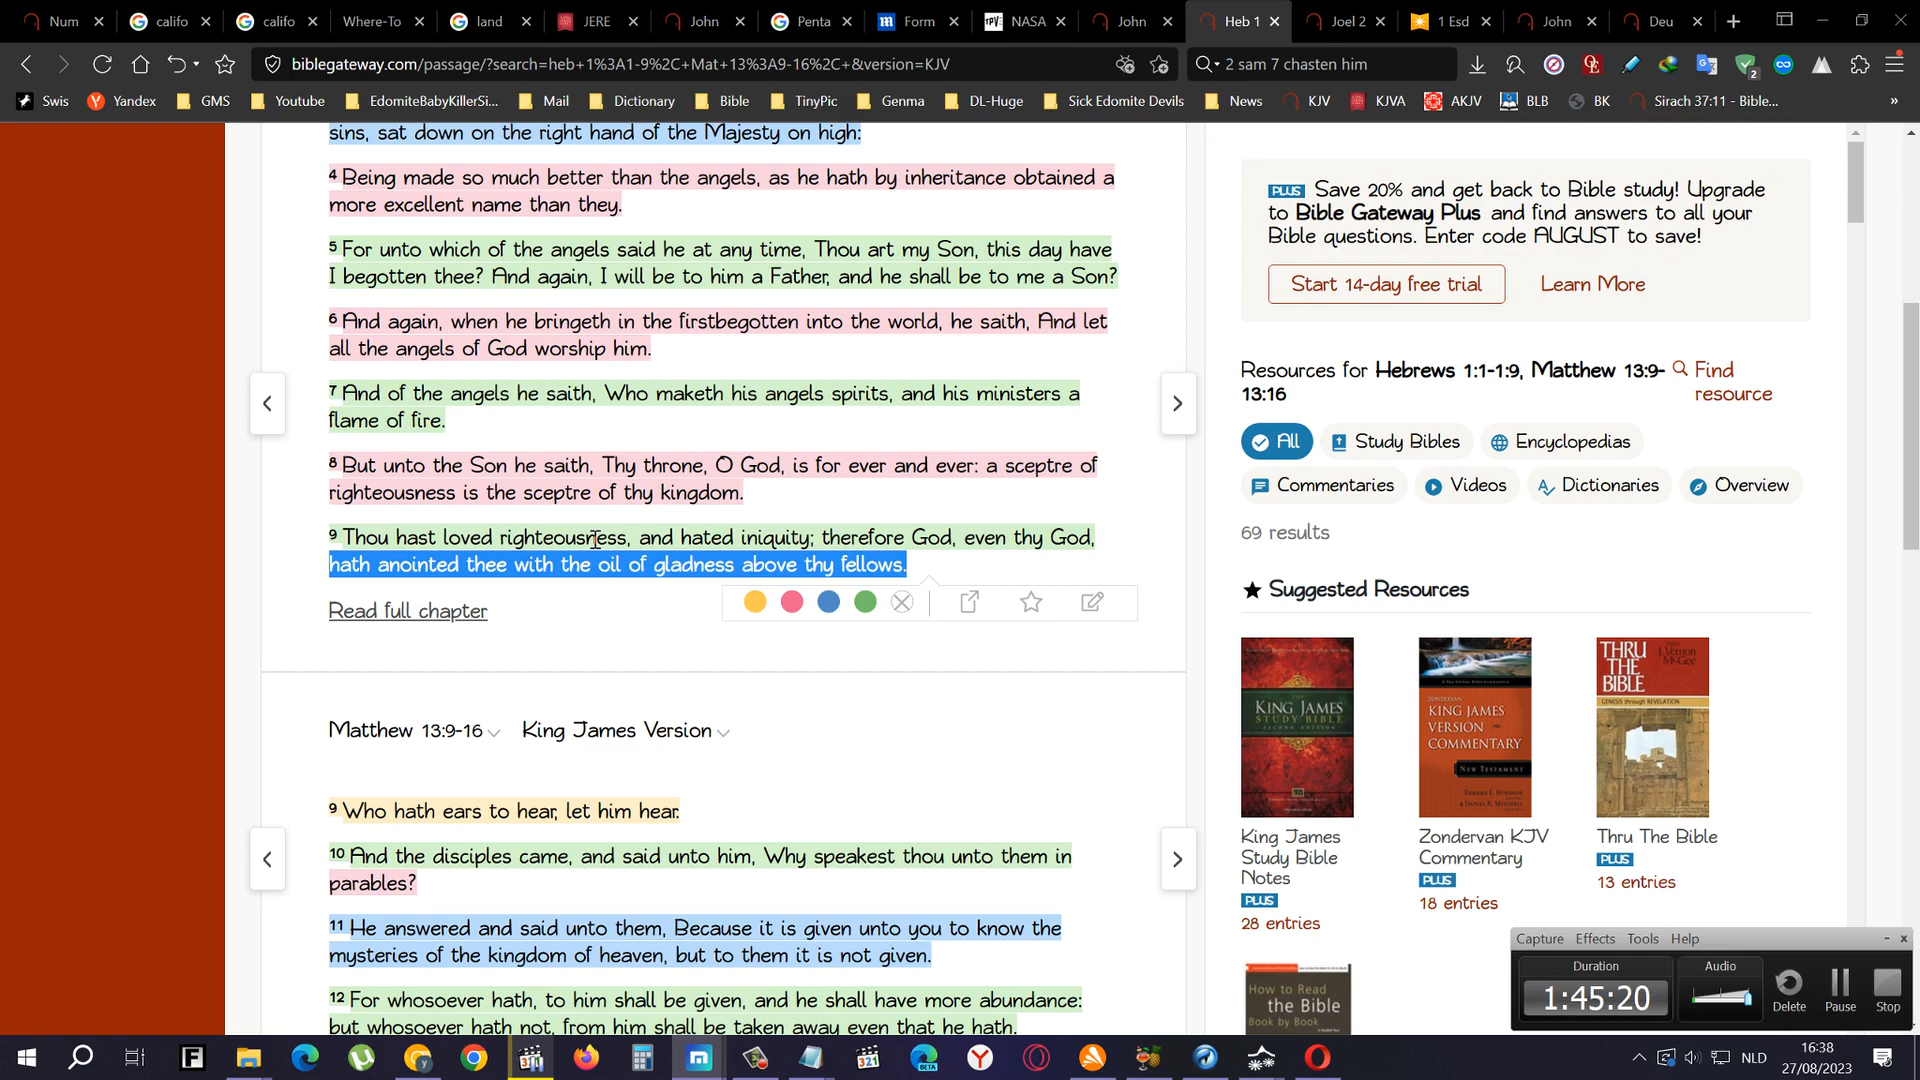 Num
califo
califo
Where-To
land
JERE
John
Penta
Form
NASA
John
Heb 1
Joel 2
1 Esd
John
Deu
biblegateway.com/passage/?search=heb+1%3A1-9%2C+Mat+13%3A9-16%2C+&version=KJV
2 sam 7 chasten him
2
Swis
Yandex
GMS
Youtube
EdomiteBabyKillerSi...
Mail
Dictionary
Bible
TinyPic
Genma
DL-Huge
Sick Edomite Devils
News
KJV
KJVA
AKJV
BLB
BK
Sirach 37:11 - Bible...
sins, sat down on the right hand of the Majesty on high:
4 Being made so much better than the angels, as he hath by inheritance obtained a
more excellent name than they.
5 For unto which of the angels said he at any time, Thou art my Son, this day have
I begotten thee? And again, I will be to him a Father, and he shall be to me a Son?
6 And again, when he bringeth in the firstbegotten into the world, he saith, And let
all the angels of God worship him.
7 And of the angels he saith, Who maketh his angels spirits, and his ministers a
flame of fire.
8 But unto the Son he saith, Thy throne, O God, is for ever and ever: a sceptre of
righteousness is the sceptre of thy kingdom.
9 Thou hast loved righteousness, and hated iniquity; therefore God, even thy God,
hath anointed thee with the oil of gladness above thy fellows.
Read full chapter
Matthew 13:9-16
King James Version
9 Who hath ears to hear, let him hear.
10 And the disciples came, and said unto him, Why speakest thou unto them in
parables?
11 He answered and said unto them, Because it is given unto you to know the
mysteries of the kingdom of heaven, but to them it is not given.
12 For whosoever hath, to him shall be given, and he shall have more abundance:
but whosoever hath not, from him shall be taken away even that he hath.
PLUS Save 20% and get back to Bible study! Upgrade
to Bible Gateway Plus and find answers to all your
Bible questions. Enter code AUGUST to save!
Start 14-day free trial
Learn More
Resources for Hebrews 1:1-1:9, Matthew 13:9-
13:16
Find
resource
All
Study Bibles
Encyclopedias
Commentaries
Videos
Dictionaries
Overview
69 results
Suggested Resources
KING JAMES
STUDY BIBLE
SECOND EDITION
ZONDERVAN
KING JAMES
VERSION
COMMENTARY
NEW TESTAMENT
THRU
THE
BIBLE
J. Vernon
McGee
GENESIS through REVELATION
King James
Study Bible
Notes
PLUS
28 entries
Zondervan KJV
Commentary
PLUS
18 entries
Thru The Bible
PLUS
13 entries
How to Read
the Bible
Book by Book
Capture
Effects
Tools
Help
Duration
1:45:20
Audio
Delete
Pause
Stop
NLD
16:38
27/08/2023